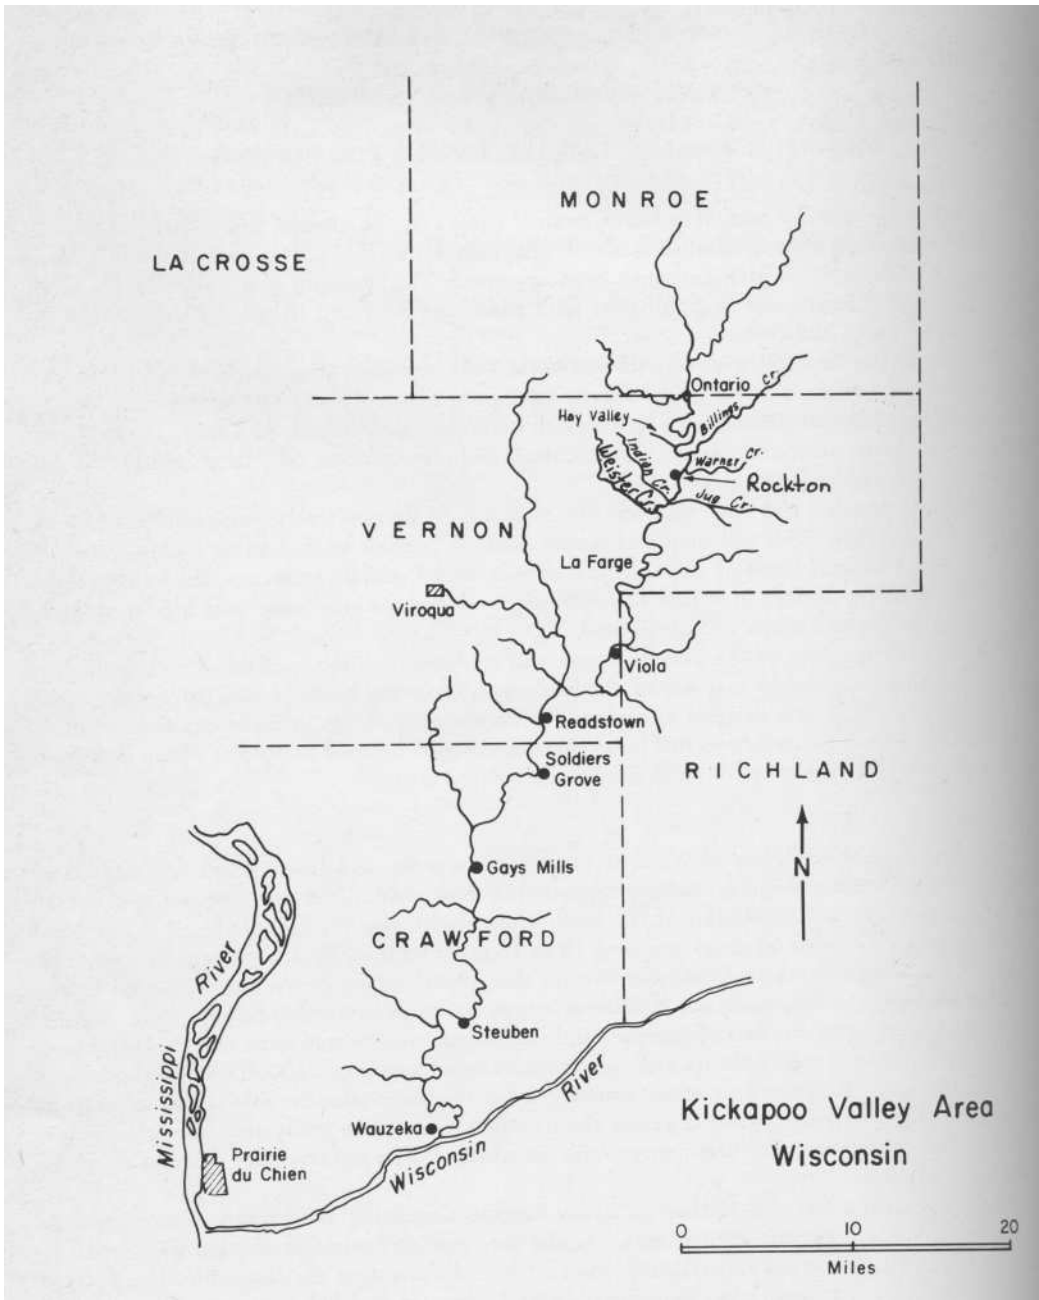 MONROE
LA CROSSE
Ontario
Hay Valley
Billings Cr.
Indian Cr.
Weister Cr.
Warner Cr.
Rockton
Jug Cr.
VERNON
La Farge
Viroqua
Viola
Readstown
Soldiers
Grove
RICHLAND
N
Gays Mills
CRAWFORD
Mississippi River
Steuben
Wauzeka
Wisconsin River
Prairie
du Chien
Kickapoo Valley Area
Wisconsin
0 10 20
Miles